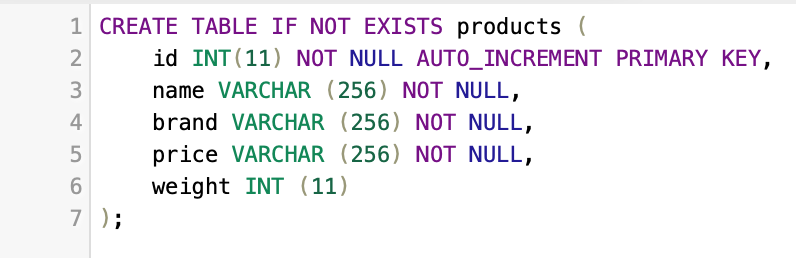 1 CREATE TABLE IF NOT EXISTS products (
2 id INT(11) NOT NULL AUTO_INCREMENT PRIMARY KEY,
3 name VARCHAR (256) NOT NULL,
4 brand VARCHAR (256) NOT NULL,
5 price VARCHAR (256) NOT NULL,
6 weight INT (11)
7 );